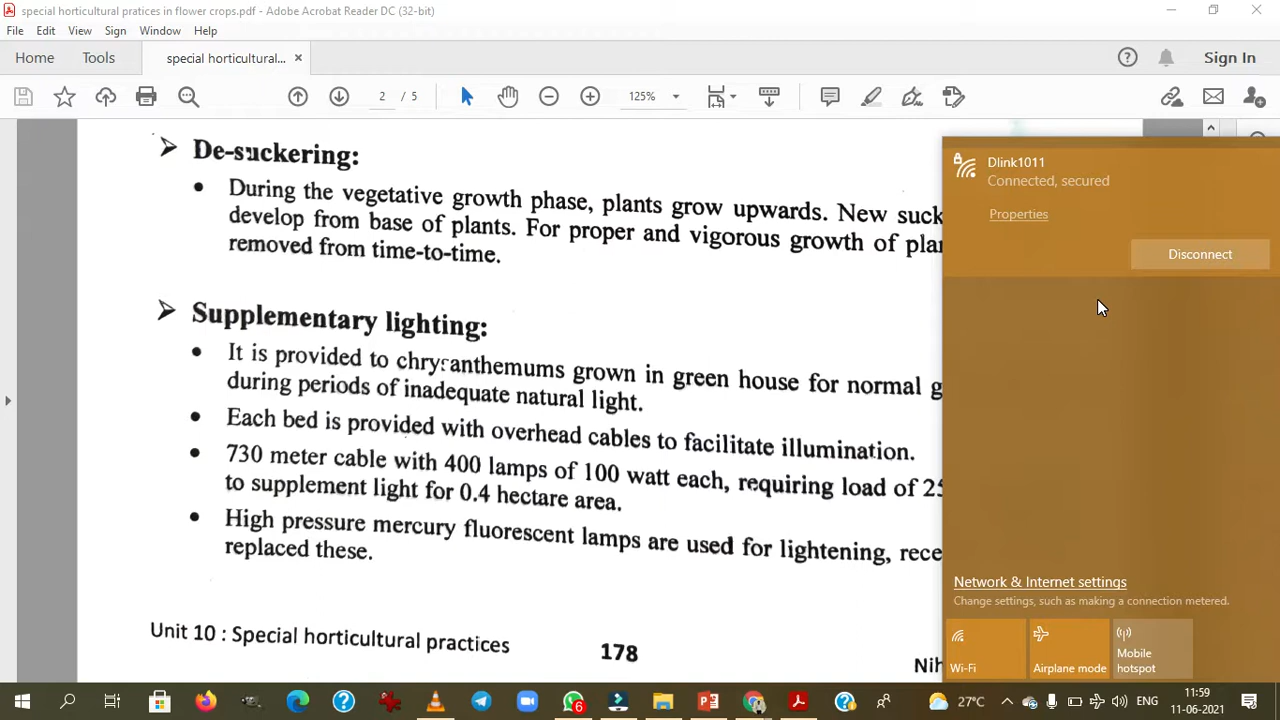 special horticultural pratices in flower crops.pdf - Adobe Acrobat Reader DC (32-bit)
File Edit View Sign Window Help
Home Tools special horticultural... × Sign In
2 / 5 125%
De-suckering:
During the vegetative growth phase, plants grow upwards. New suck
develop from base of plants. For proper and vigorous growth of plan
removed from time-to-time.
Supplementary lighting:
It is provided to chrysanthemums grown in green house for normal g
during periods of inadequate natural light.
Each bed is provided with overhead cables to facilitate illumination.
730 meter cable with 400 lamps of 100 watt each, requiring load of 25
to supplement light for 0.4 hectare area.
High pressure mercury fluorescent lamps are used for lightening, rece
replaced these.
Unit 10 : Special horticultural practices 178 Nih
Dlink1011
Connected, secured
Properties
Disconnect
Network & Internet settings
Change settings, such as making a connection metered.
Wi-Fi
Airplane mode
Mobile
hotspot
6
27°C ENG
11:59
11-06-2021